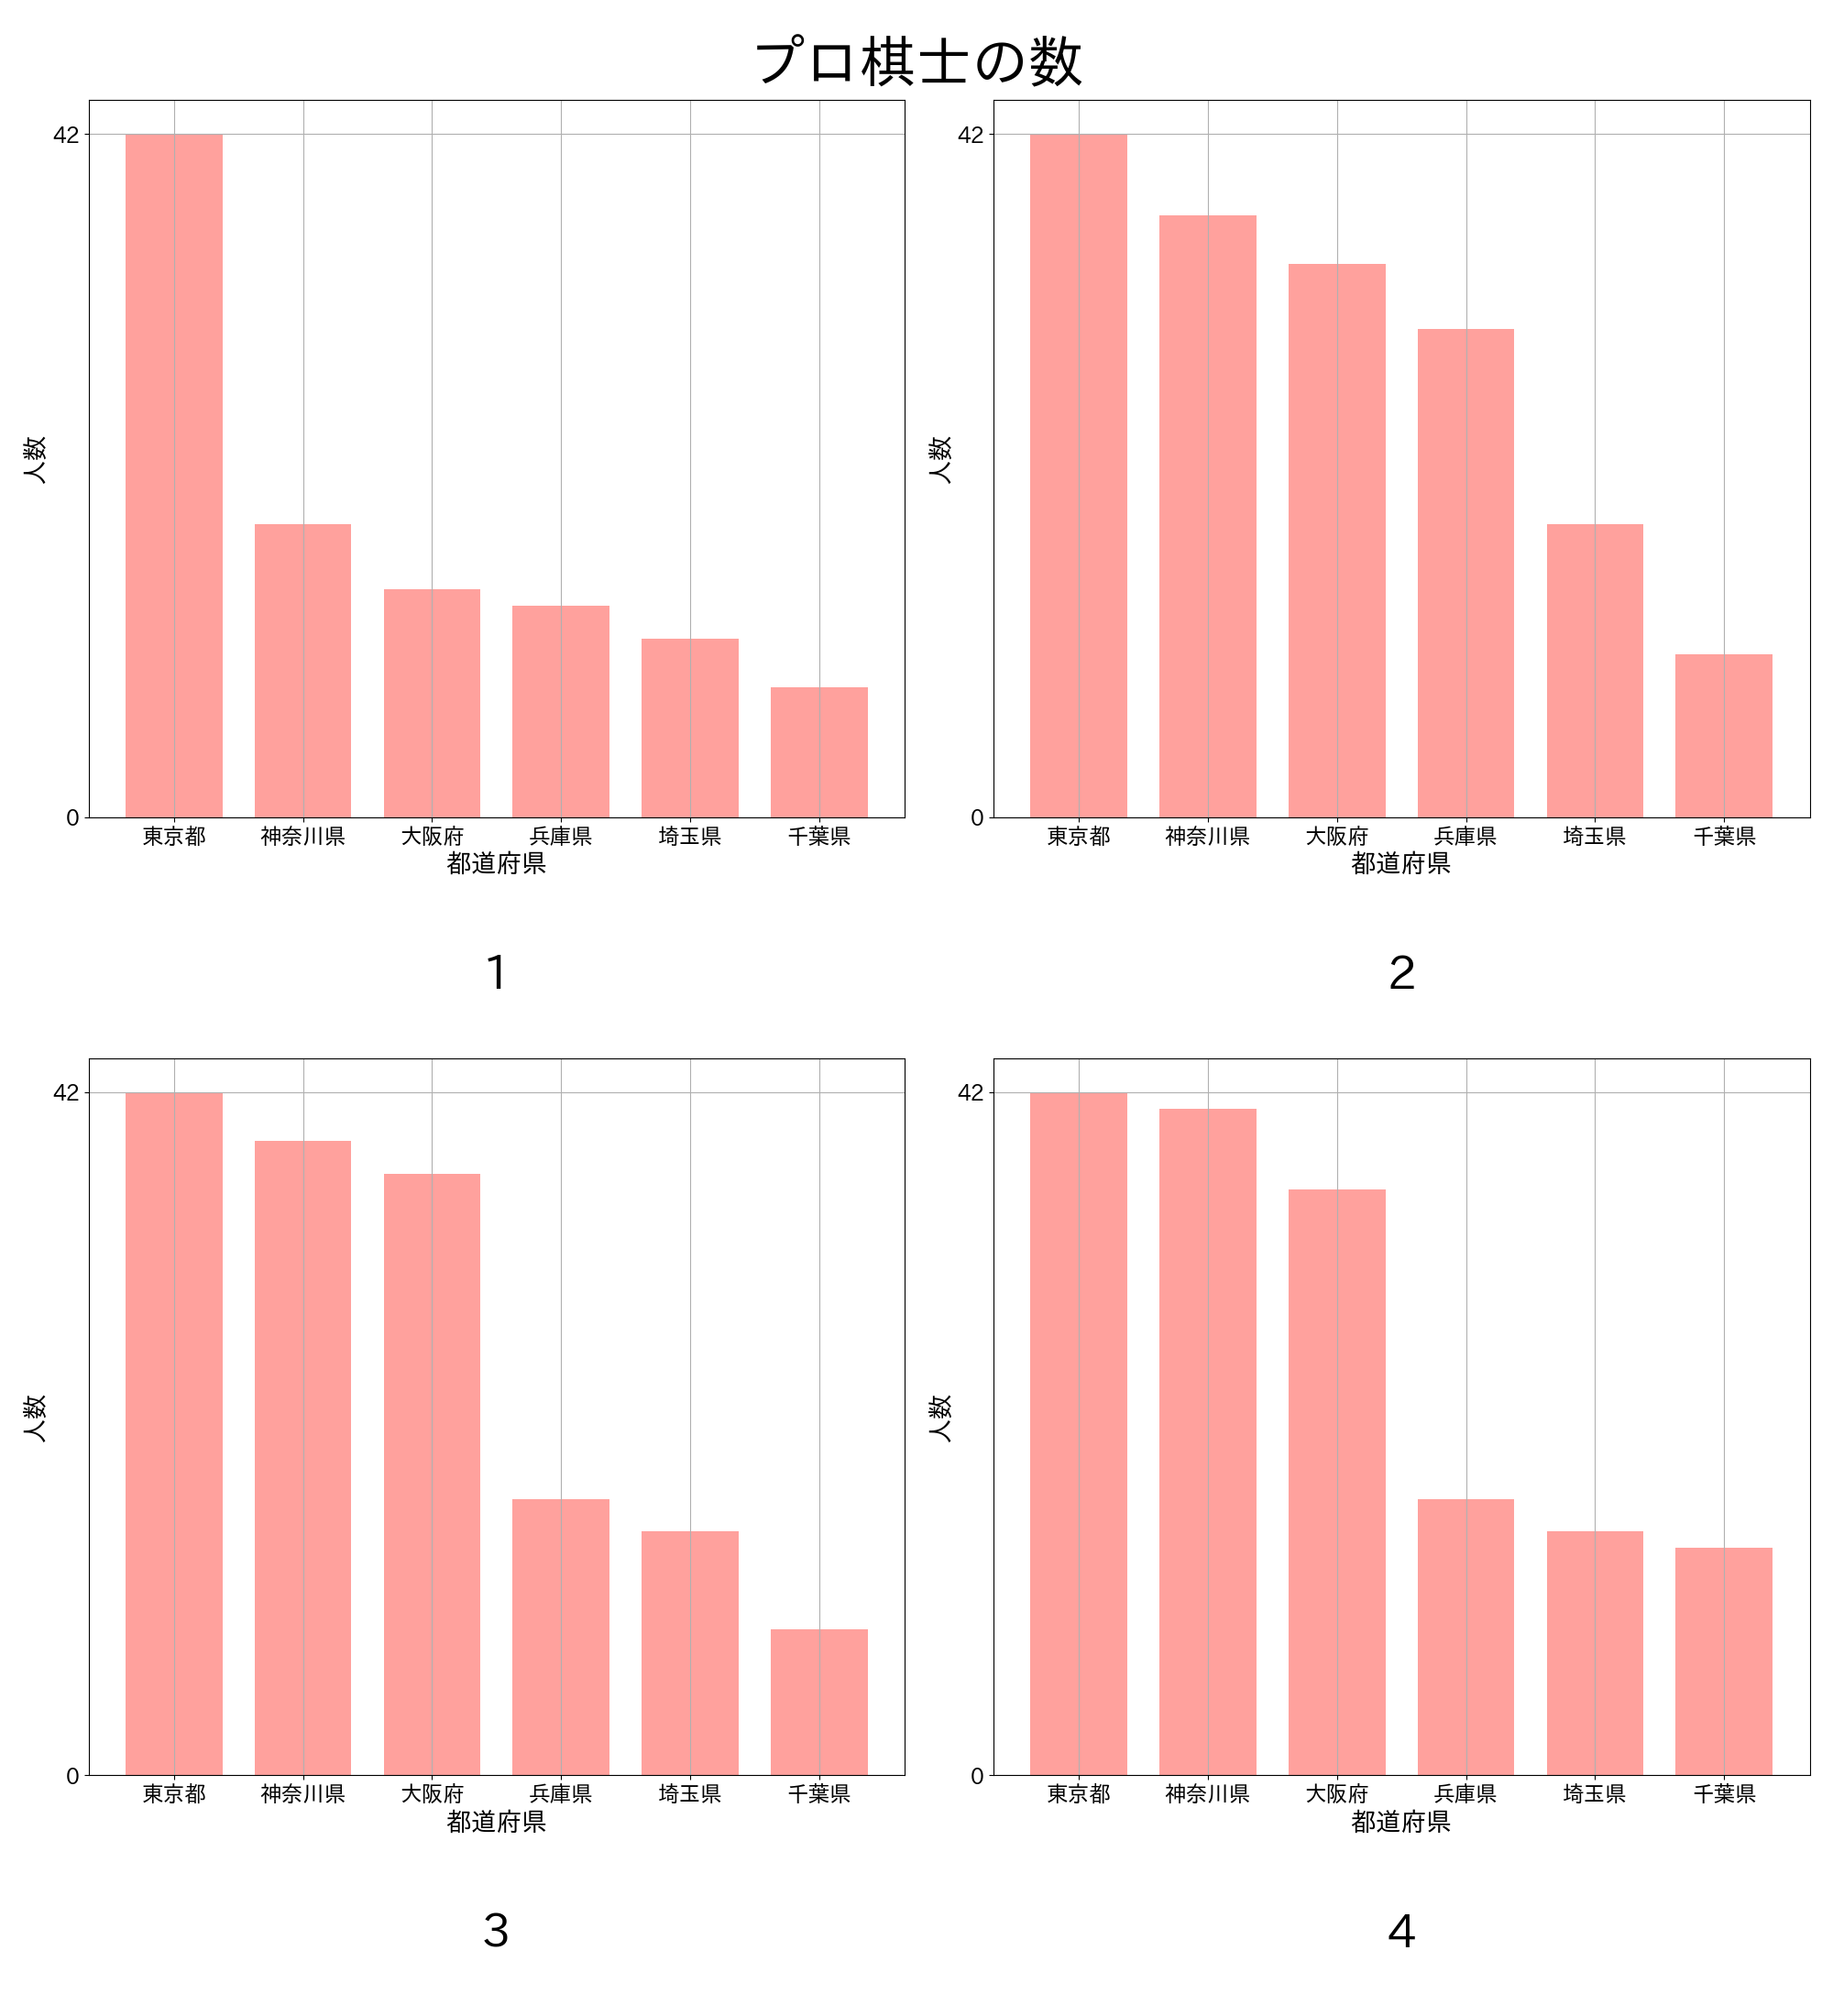 プロ棋士の数
42
0
人数
東京都 神奈川県 大阪府 兵庫県 埼玉県 千葉県
都道府県
1
42
0
人数
東京都 神奈川県 大阪府 兵庫県 埼玉県 千葉県
都道府県
2
42
0
人数
東京都 神奈川県 大阪府 兵庫県 埼玉県 千葉県
都道府県
3
42
0
人数
東京都 神奈川県 大阪府 兵庫県 埼玉県 千葉県
都道府県
4